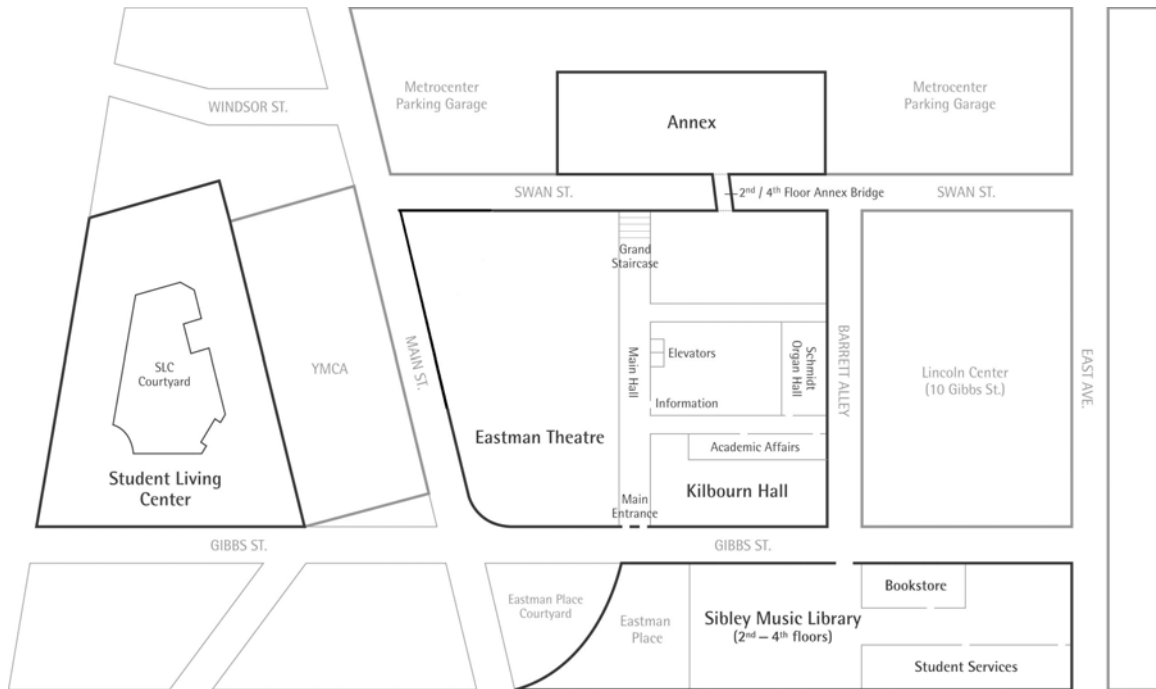 Metrocenter
Parking Garage
Metrocenter
Parking Garage
WINDSOR ST.
Annex
SWAN ST.
2nd / 4th Floor Annex Bridge
SWAN ST.
Grand
Staircase
MAIN ST.
Main Hall
Elevators
Schmidt
Organ Hall
BARRETT ALLEY
EAST AVE.
SLC
Courtyard
YMCA
Lincoln Center
(10 Gibbs St.)
Information
Eastman Theatre
Academic Affairs
Student Living
Center
Kilbourn Hall
Main
Entrance
GIBBS ST.
GIBBS ST.
Eastman Place
Courtyard
Eastman
Place
Sibley Music Library
(2nd – 4th floors)
Bookstore
Student Services